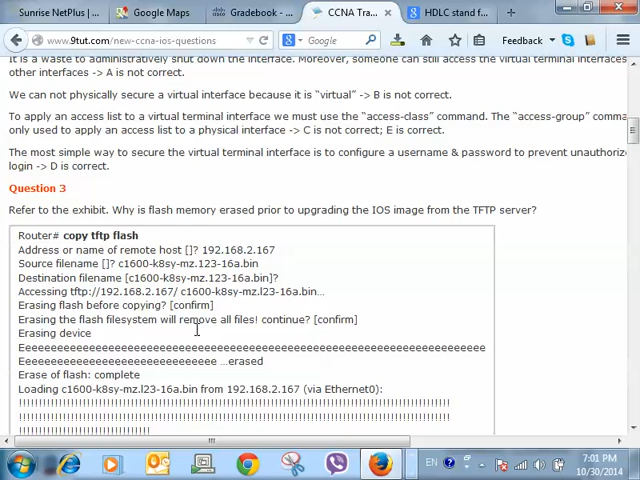 Sunrise NetPlus
Google Maps
Gradebook - ...
CCNA Tra...
HDLC stand f...
www.9tut.com/new-ccna-ios-questions
Google
Feedback
It is a waste to administratively shut down the interface. Moreover, someone can still access the virtual terminal interfaces
other interfaces -> A is not correct.
We can not physically secure a virtual interface because it is “virtual” -> B is not correct.
To apply an access list to a virtual terminal interface we must use the “access-class” command. The “access-group” comma
only used to apply an access list to a physical interface -> C is not correct; E is correct.
The most simple way to secure the virtual terminal interface is to configure a username & password to prevent unauthorize
login -> D is correct.
Question 3
Refer to the exhibit. Why is flash memory erased prior to upgrading the IOS image from the TFTP server?
Router# copy tftp flash
Address or name of remote host []? 192.168.2.167
Source filename []? c1600-k8sy-mz.123-16a.bin
Destination filename [c1600-k8sy-mz.123-16a.bin]?
Accessing tftp://192.168.2.167/ c1600-k8sy-mz.l23-16a.bin...
Erasing flash before copying? [confirm]
Erasing the flash filesystem will remove all files! continue? [confirm]
Erasing device
Eeeeeeeeeeeeeeeeeeeeeeeeeeeeeeeeeeeeeeeeeeeeeeeeeeeeeeeeeeeeeeeeeeeeeee
Eeeeeeeeeeeeeeeeeeeeeeeeeeeeee ...erased
Erase of flash: complete
Loading c1600-k8sy-mz.l23-16a.bin from 192.168.2.167 (via Ethernet0):
!!!!!!!!!!!!!!!!!!!!!!!!!!!!!!!!!!!!!!!!!!!!!!!!!!!!!!!!!!!!!!!!!!!!!!!!!!!!!!!!!!!!!!!!!!!!!!!!!!!!
!!!!!!!!!!!!!!!!!!!!!!!!!!!!!!!!!!!!!!!!!!!!!!!!!!!!!!!!!!!!!!!!!!!!!!!!!!!!!!!!!!!!!!!!!!!!!!!!!!!!
!!!!!!!!!!!!!!!!!!!!!!!!!!!!!!
EN
7:01 PM
10/30/2014